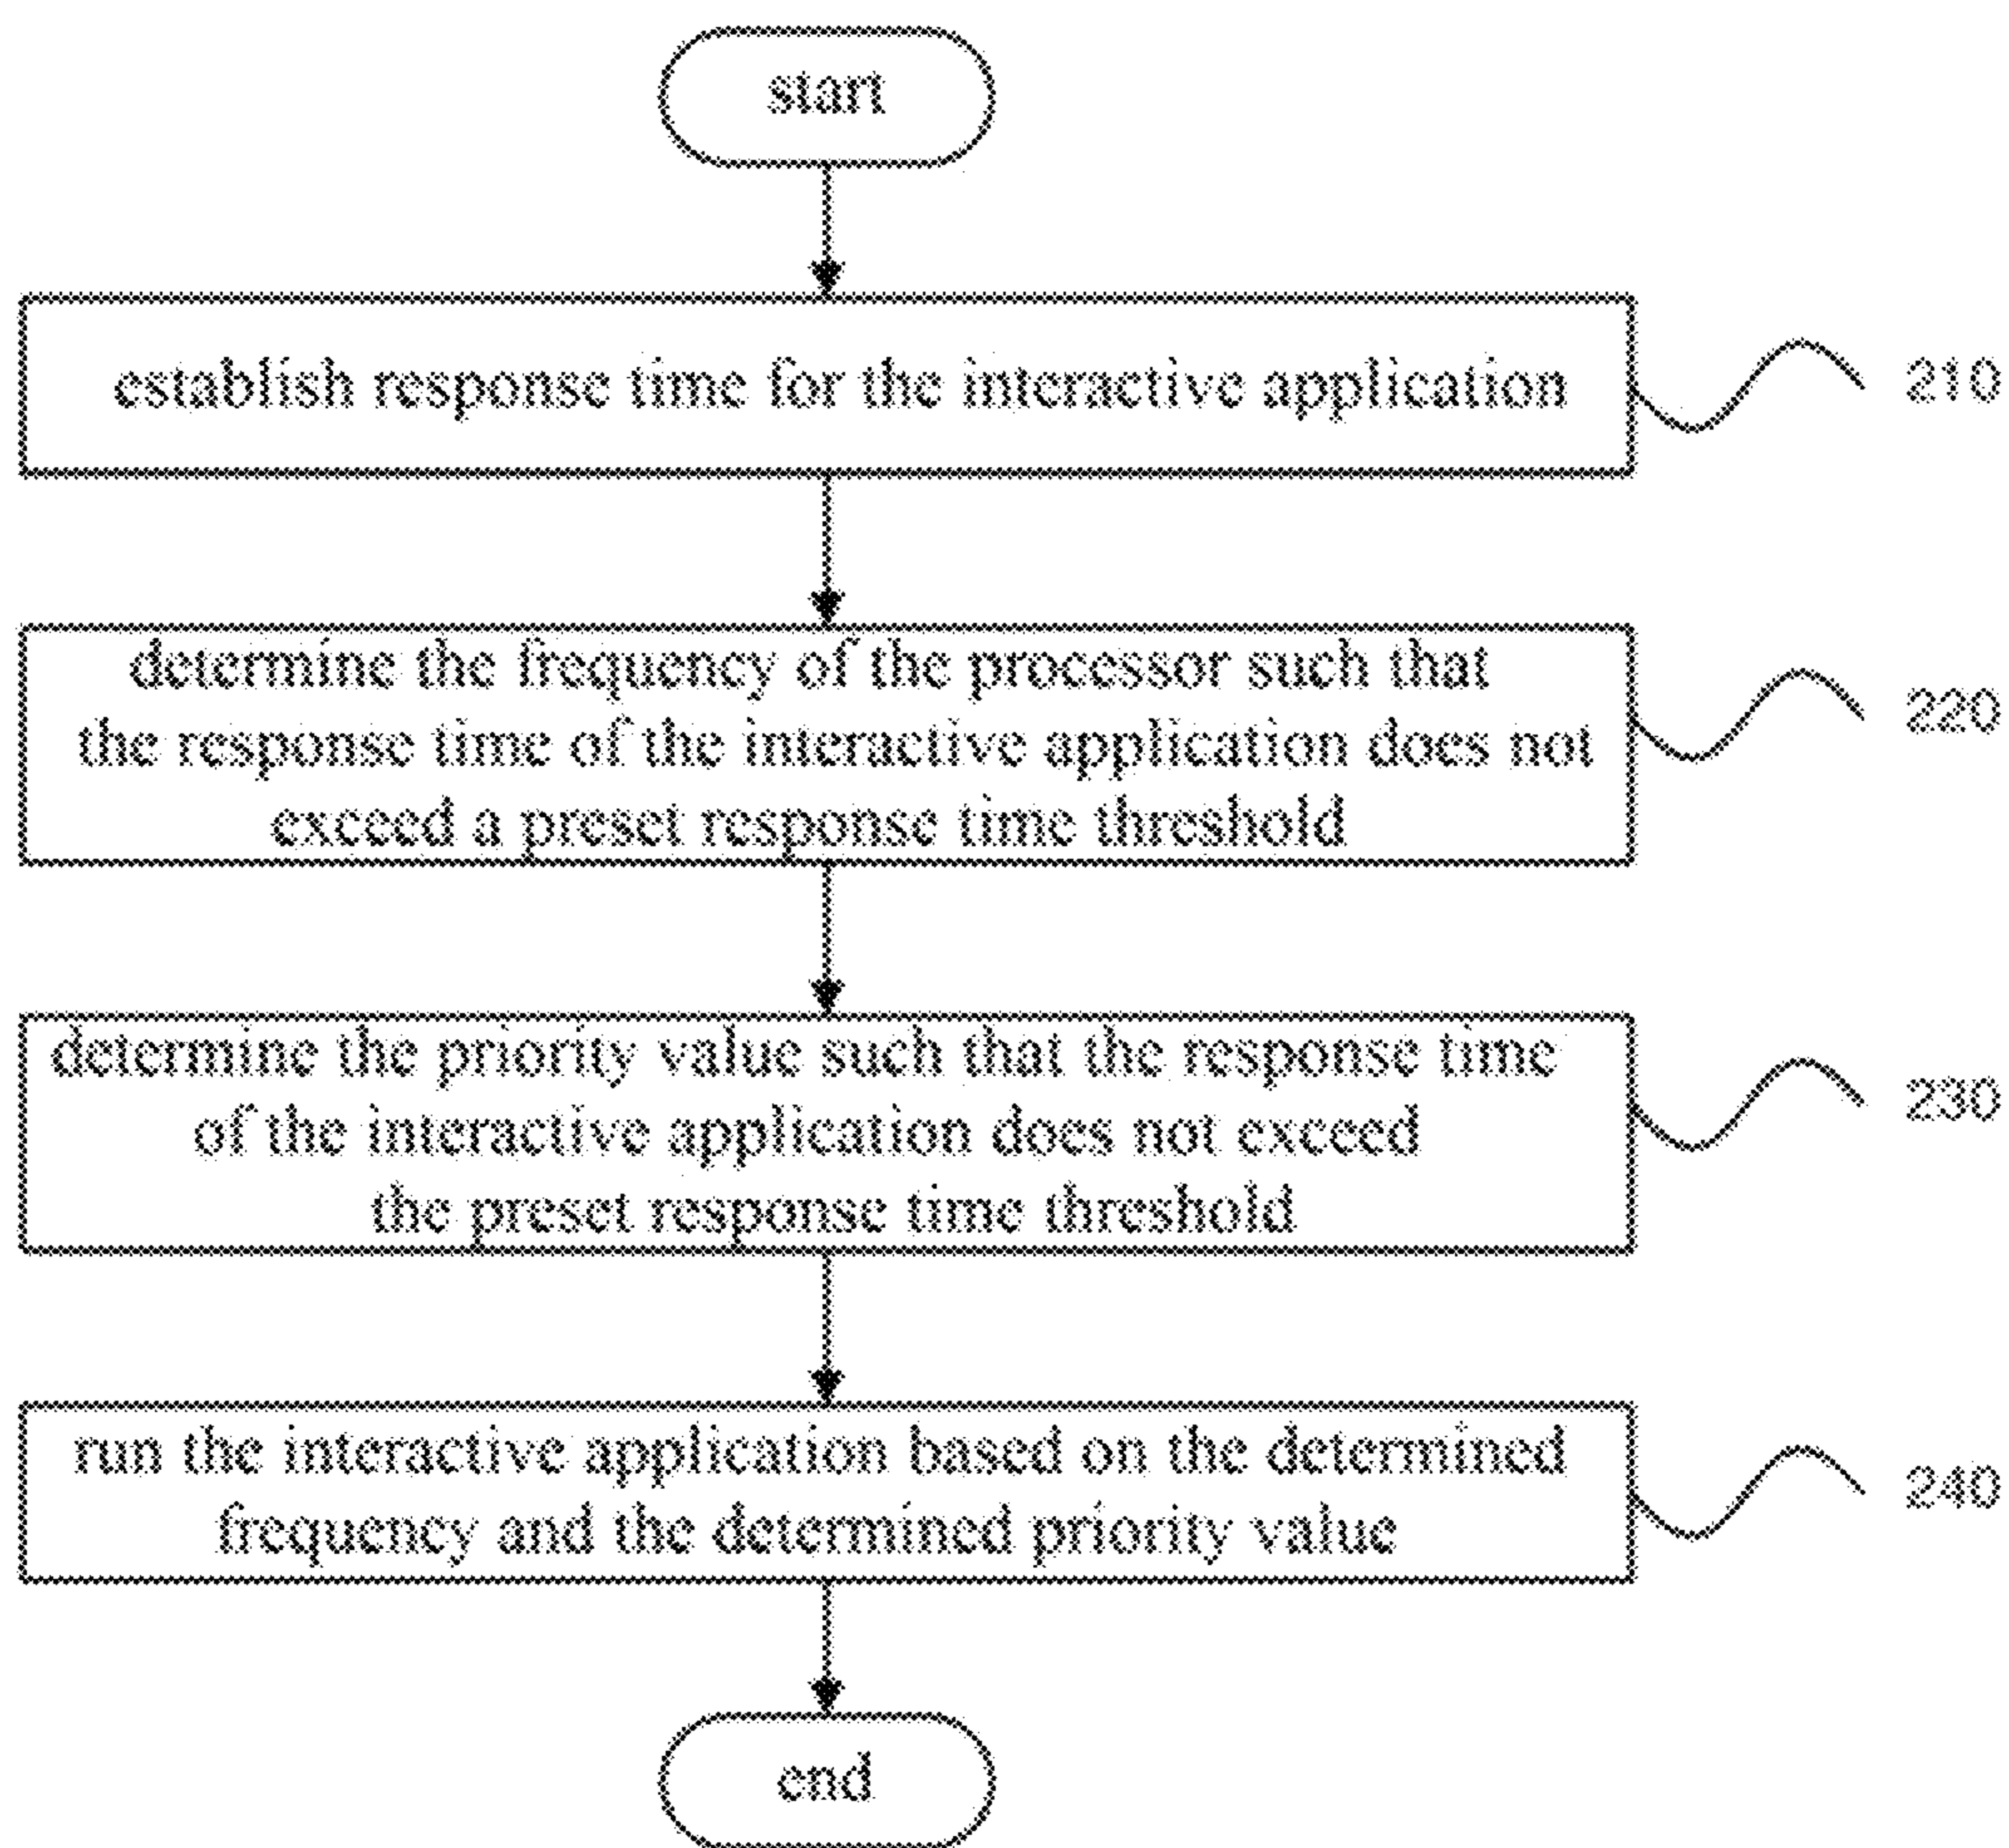 start
establish response time for the interactive application
210
determine the frequency of the processor such that
the response time of the interactive application does not
exceed a preset response time threshold
220
determine the priority value such that the response time
of the interactive application does not exceed
the preset response time threshold
230
run the interactive application based on the determined
frequency and the determined priority value
240
end